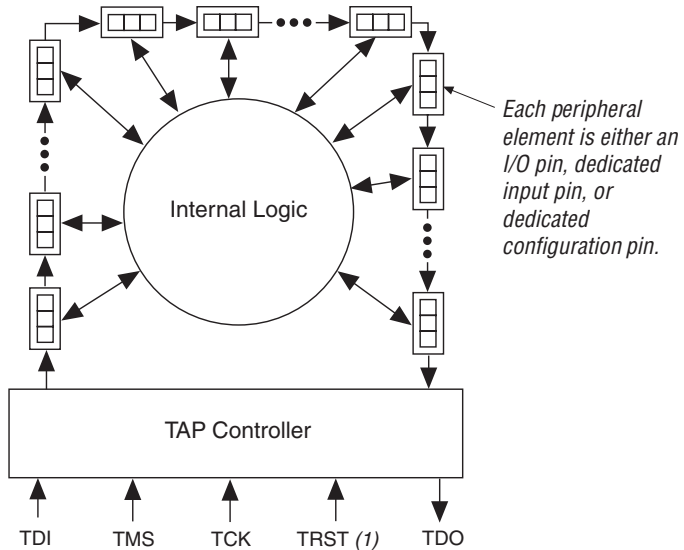 Each peripheral
element is either an
I/O pin, dedicated
input pin, or
dedicated
configuration pin.
Internal Logic
TAP Controller
TDI
TMS
TCK
TRST (1)
TDO